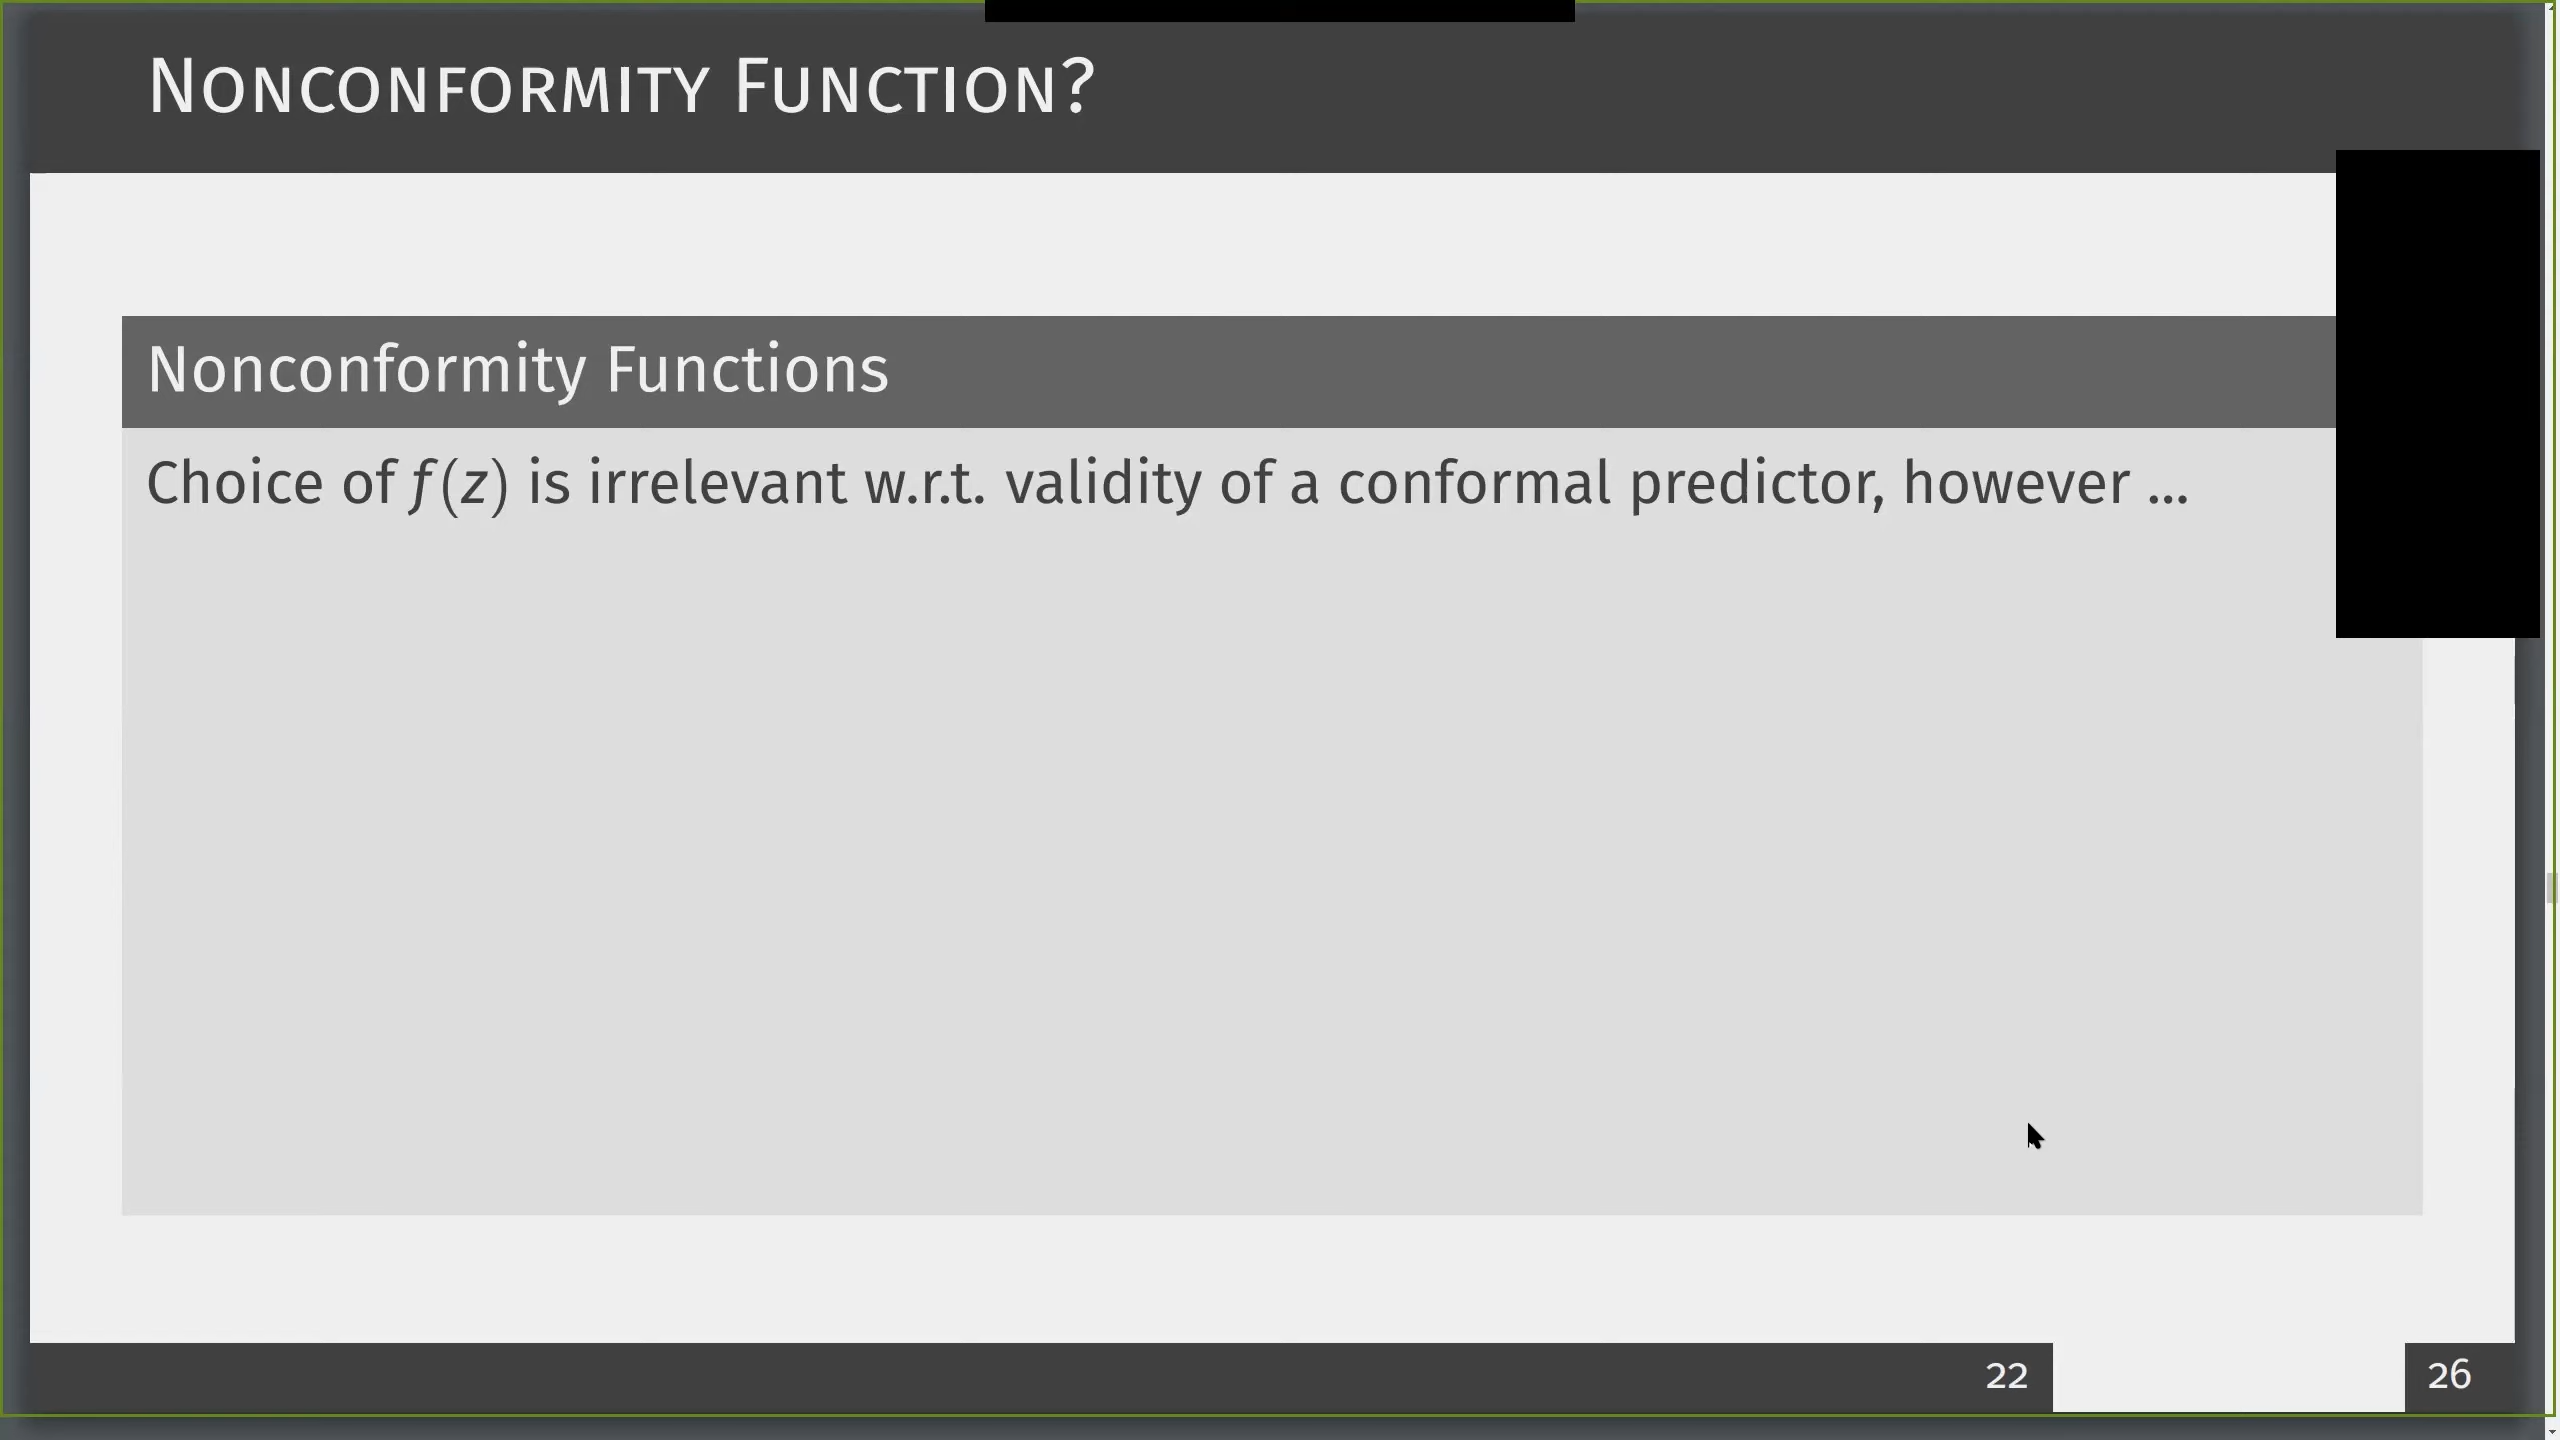 Nonconformity Function?
Nonconformity Functions
Choice of f(z) is irrelevant w.r.t. validity of a conformal predictor, however ...
22
26